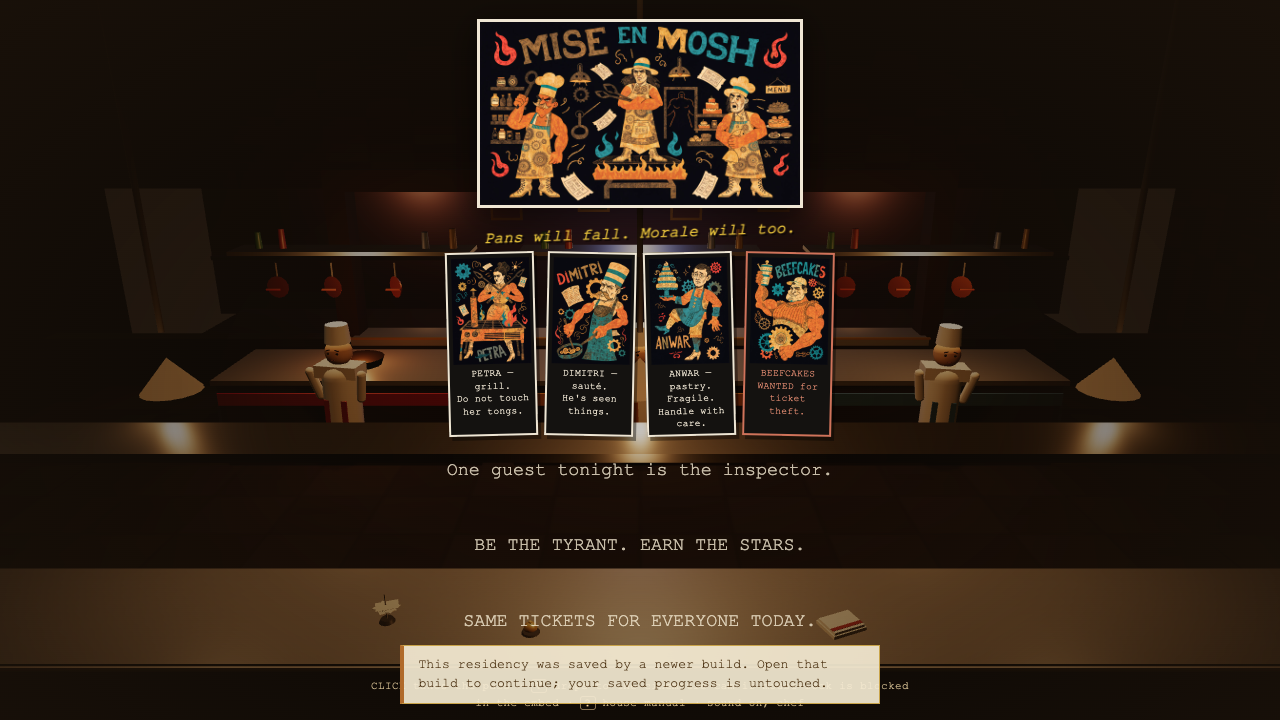 MISE EN MOSH
MENU
Pans will fall. Morale will too.
PETRA
PETRA —
grill.
Do not touch
her tongs.
DIMITRI
DIMITRI —
sauté.
He's seen
things.
ANWAR
ANWAR —
pastry.
Fragile.
Handle with
care.
BEEFCAKES
BEEFCAKES
WANTED for
ticket
theft.
One guest tonight is the inspector.
BE THE TYRANT. EARN THE STARS.
SAME TICKETS FOR EVERYONE TODAY.
This residency was saved by a newer build. Open that
build to continue; your saved progress is untouched.